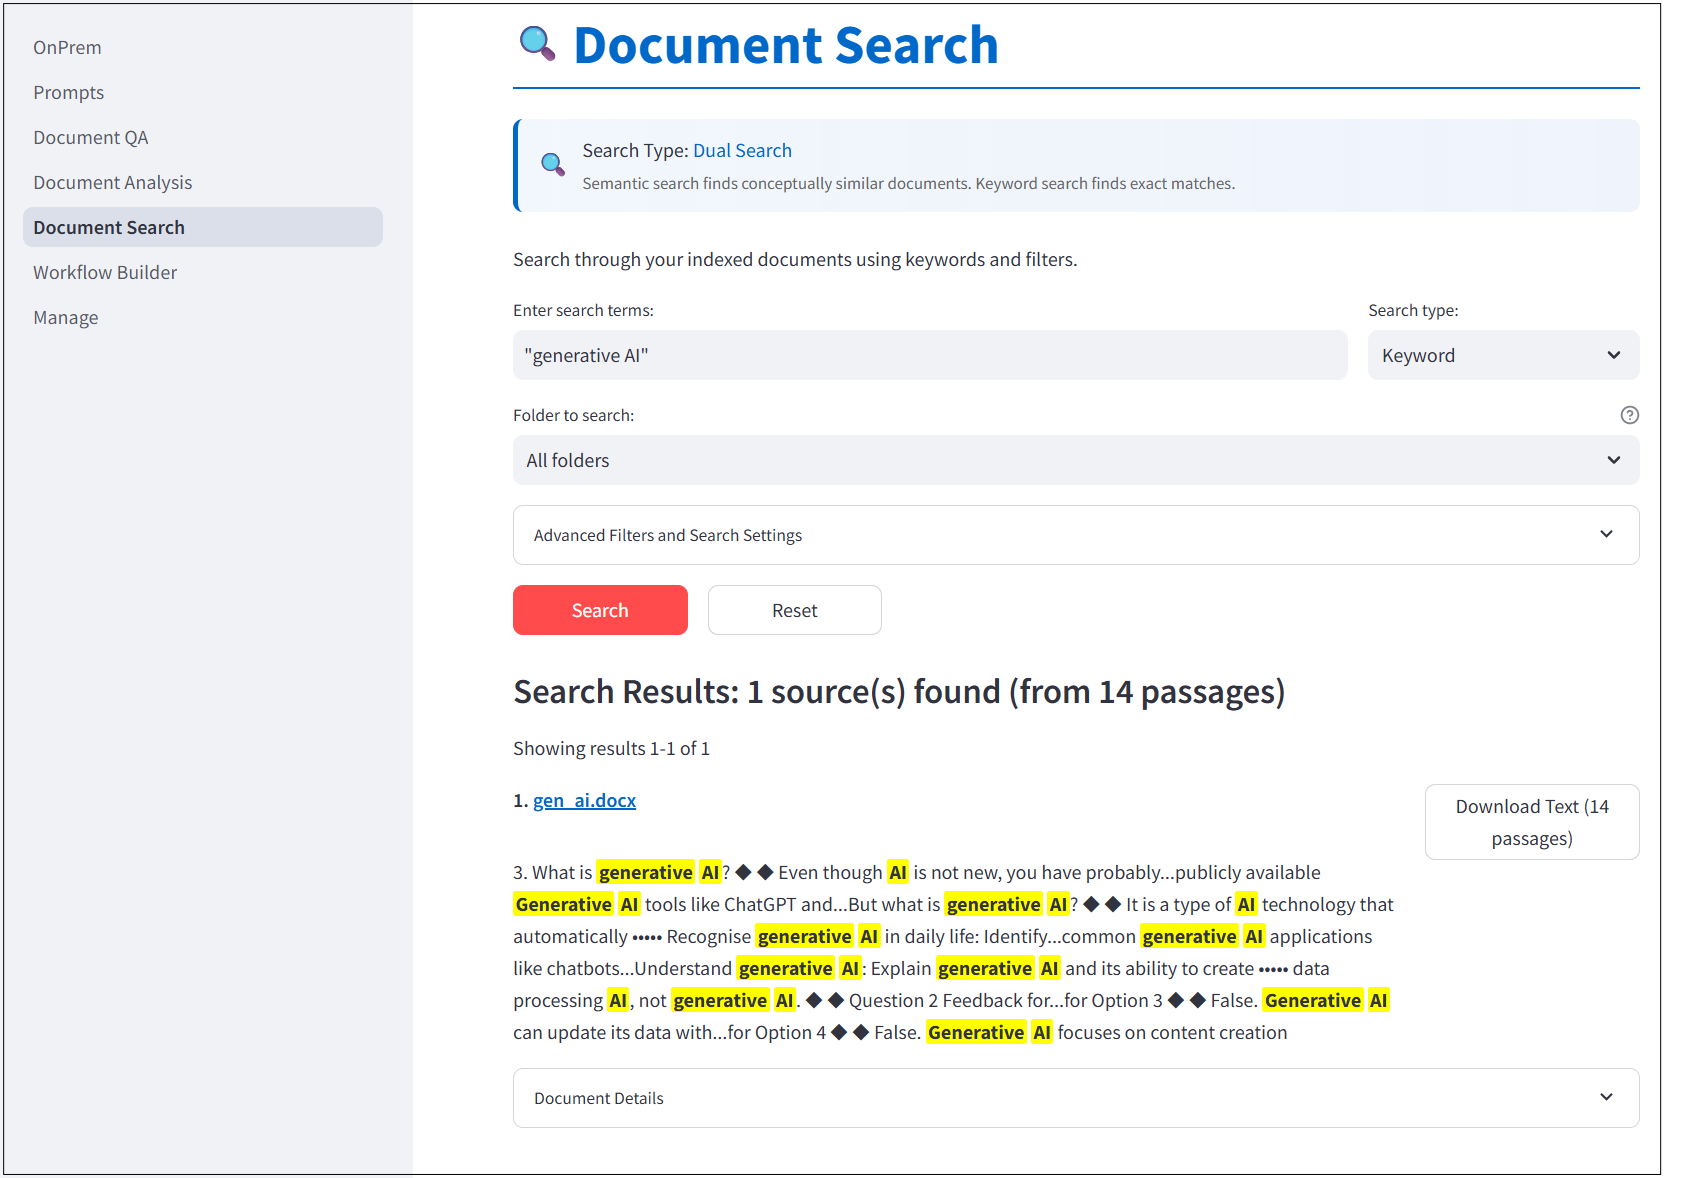 OnPrem
Prompts
Document QA
Document Analysis
Document Search
Workflow Builder
Manage
Document Search
Search Type: Dual Search
Semantic search finds conceptually similar documents. Keyword search finds exact matches.
Search through your indexed documents using keywords and filters.
Enter search terms:
Search type:
"generative AI"
Keyword
Folder to search:
All folders
Advanced Filters and Search Settings
Search
Reset
Search Results: 1 source(s) found (from 14 passages)
Showing results 1-1 of 1
1. gen_ai.docx
Download Text (14
passages)
3. What is generative AI? ◆ ◆ Even though AI is not new, you have probably...publicly available
Generative AI tools like ChatGPT and...But what is generative AI? ◆ ◆ It is a type of AI technology that
automatically ••••• Recognise generative AI in daily life: Identify...common generative AI applications
like chatbots...Understand generative AI: Explain generative AI and its ability to create ••••• data
processing AI, not generative AI. ◆ ◆ Question 2 Feedback for...for Option 3 ◆ ◆ False. Generative AI
can update its data with...for Option 4 ◆ ◆ False. Generative AI focuses on content creation
Document Details